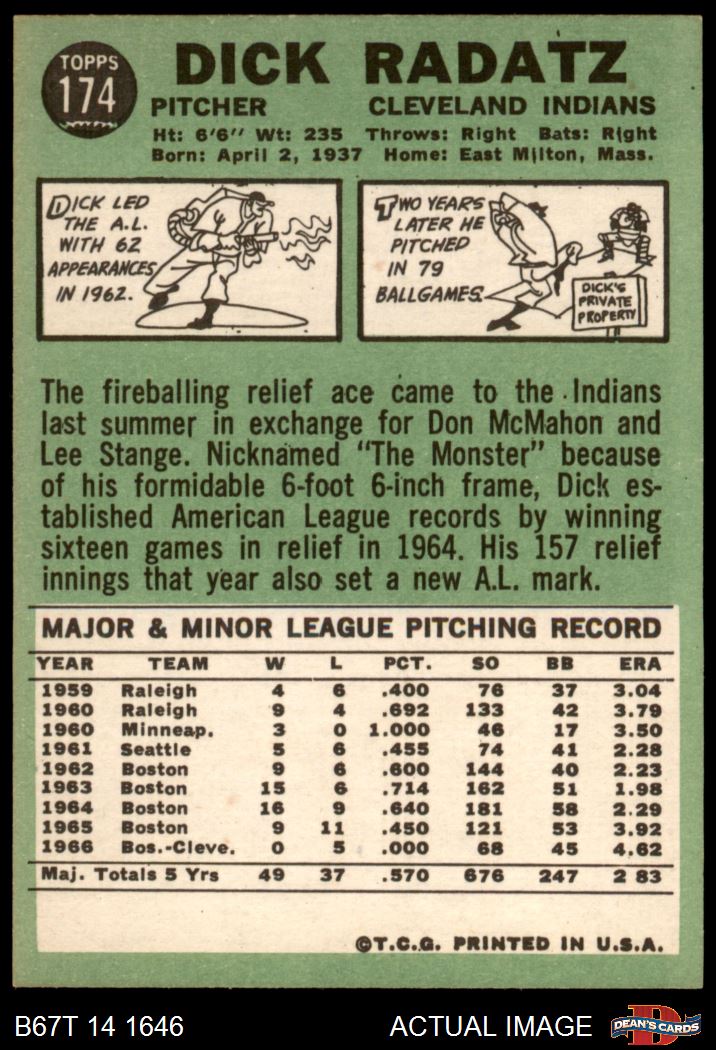 TOPPS
174
DICK RADATZ
PITCHER CLEVELAND INDIANS
Ht: 6'6" Wt: 235 Throws: Right Bats: Right
Born: April 2, 1937 Home: East Milton, Mass.
DICK LED
THE A.L.
WITH 62
APPEARANCES
IN 1962.
TWO YEARS
LATER HE
PITCHED
IN 79
BALLGAMES.
DICK'S
PRIVATE
PROPERTY
The fireballing relief ace came to the Indians
last summer in exchange for Don McMahon and
Lee Stange. Nicknamed "The Monster" because
of his formidable 6-foot 6-inch frame, Dick es-
tablished American League records by winning
sixteen games in relief in 1964. His 157 relief
innings that year also set a new A.L. mark.
MAJOR & MINOR LEAGUE PITCHING RECORD
YEAR TEAM W L PCT. SO BB ERA
1959 Raleigh 4 6 .400 76 37 3.04
1960 Raleigh 9 4 .692 133 42 3.79
1960 Minneap. 3 0 1.000 46 17 3.50
1961 Seattle 5 6 .455 74 41 2.28
1962 Boston 9 6 .600 144 40 2.23
1963 Boston 15 6 .714 162 51 1.98
1964 Boston 16 9 .640 181 58 2.29
1965 Boston 9 11 .450 121 53 3.92
1966 Bos.-Cleve. 0 5 .000 68 45 4.62
Maj. Totals 5 Yrs 49 37 .570 676 247 2 83
©T.C.G. PRINTED IN U.S.A.
B67T 14 1646 ACTUAL IMAGE
DEAN'S CARDS